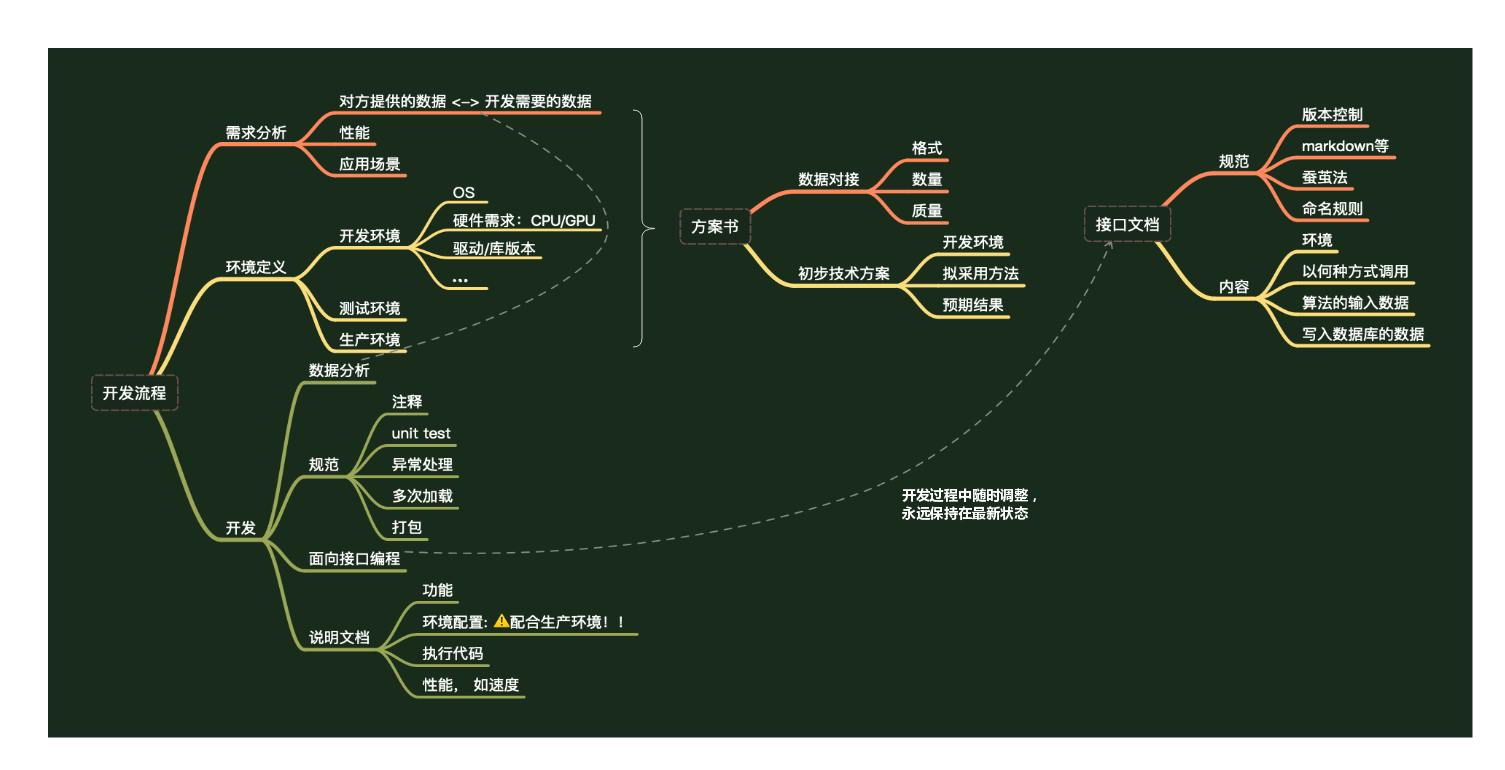 开发流程
需求分析
对方提供的数据 <-> 开发需要的数据
性能
应用场景
环境定义
开发环境
OS
硬件需求：CPU/GPU
驱动/库版本
...
测试环境
生产环境
开发
数据分析
规范
注释
unit test
异常处理
多次加载
打包
面向接口编程
说明文档
功能
环境配置: ⚠️配合生产环境！！
执行代码
性能， 如速度
方案书
数据对接
格式
数量
质量
初步技术方案
开发环境
拟采用方法
预期结果
接口文档
规范
版本控制
markdown等
蚕茧法
命名规则
内容
环境
以何种方式调用
算法的输入数据
写入数据库的数据
开发过程中随时调整，
永远保持在最新状态